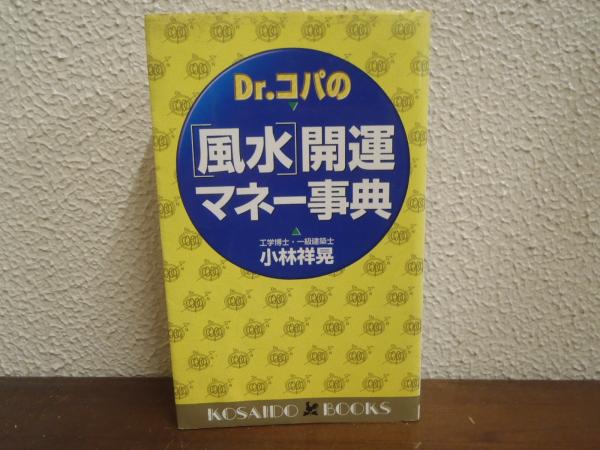 Dr.コパの
[風水]開運
マネー事典
工学博士・一級建築士
小林祥晃
KOSAIDO BOOKS